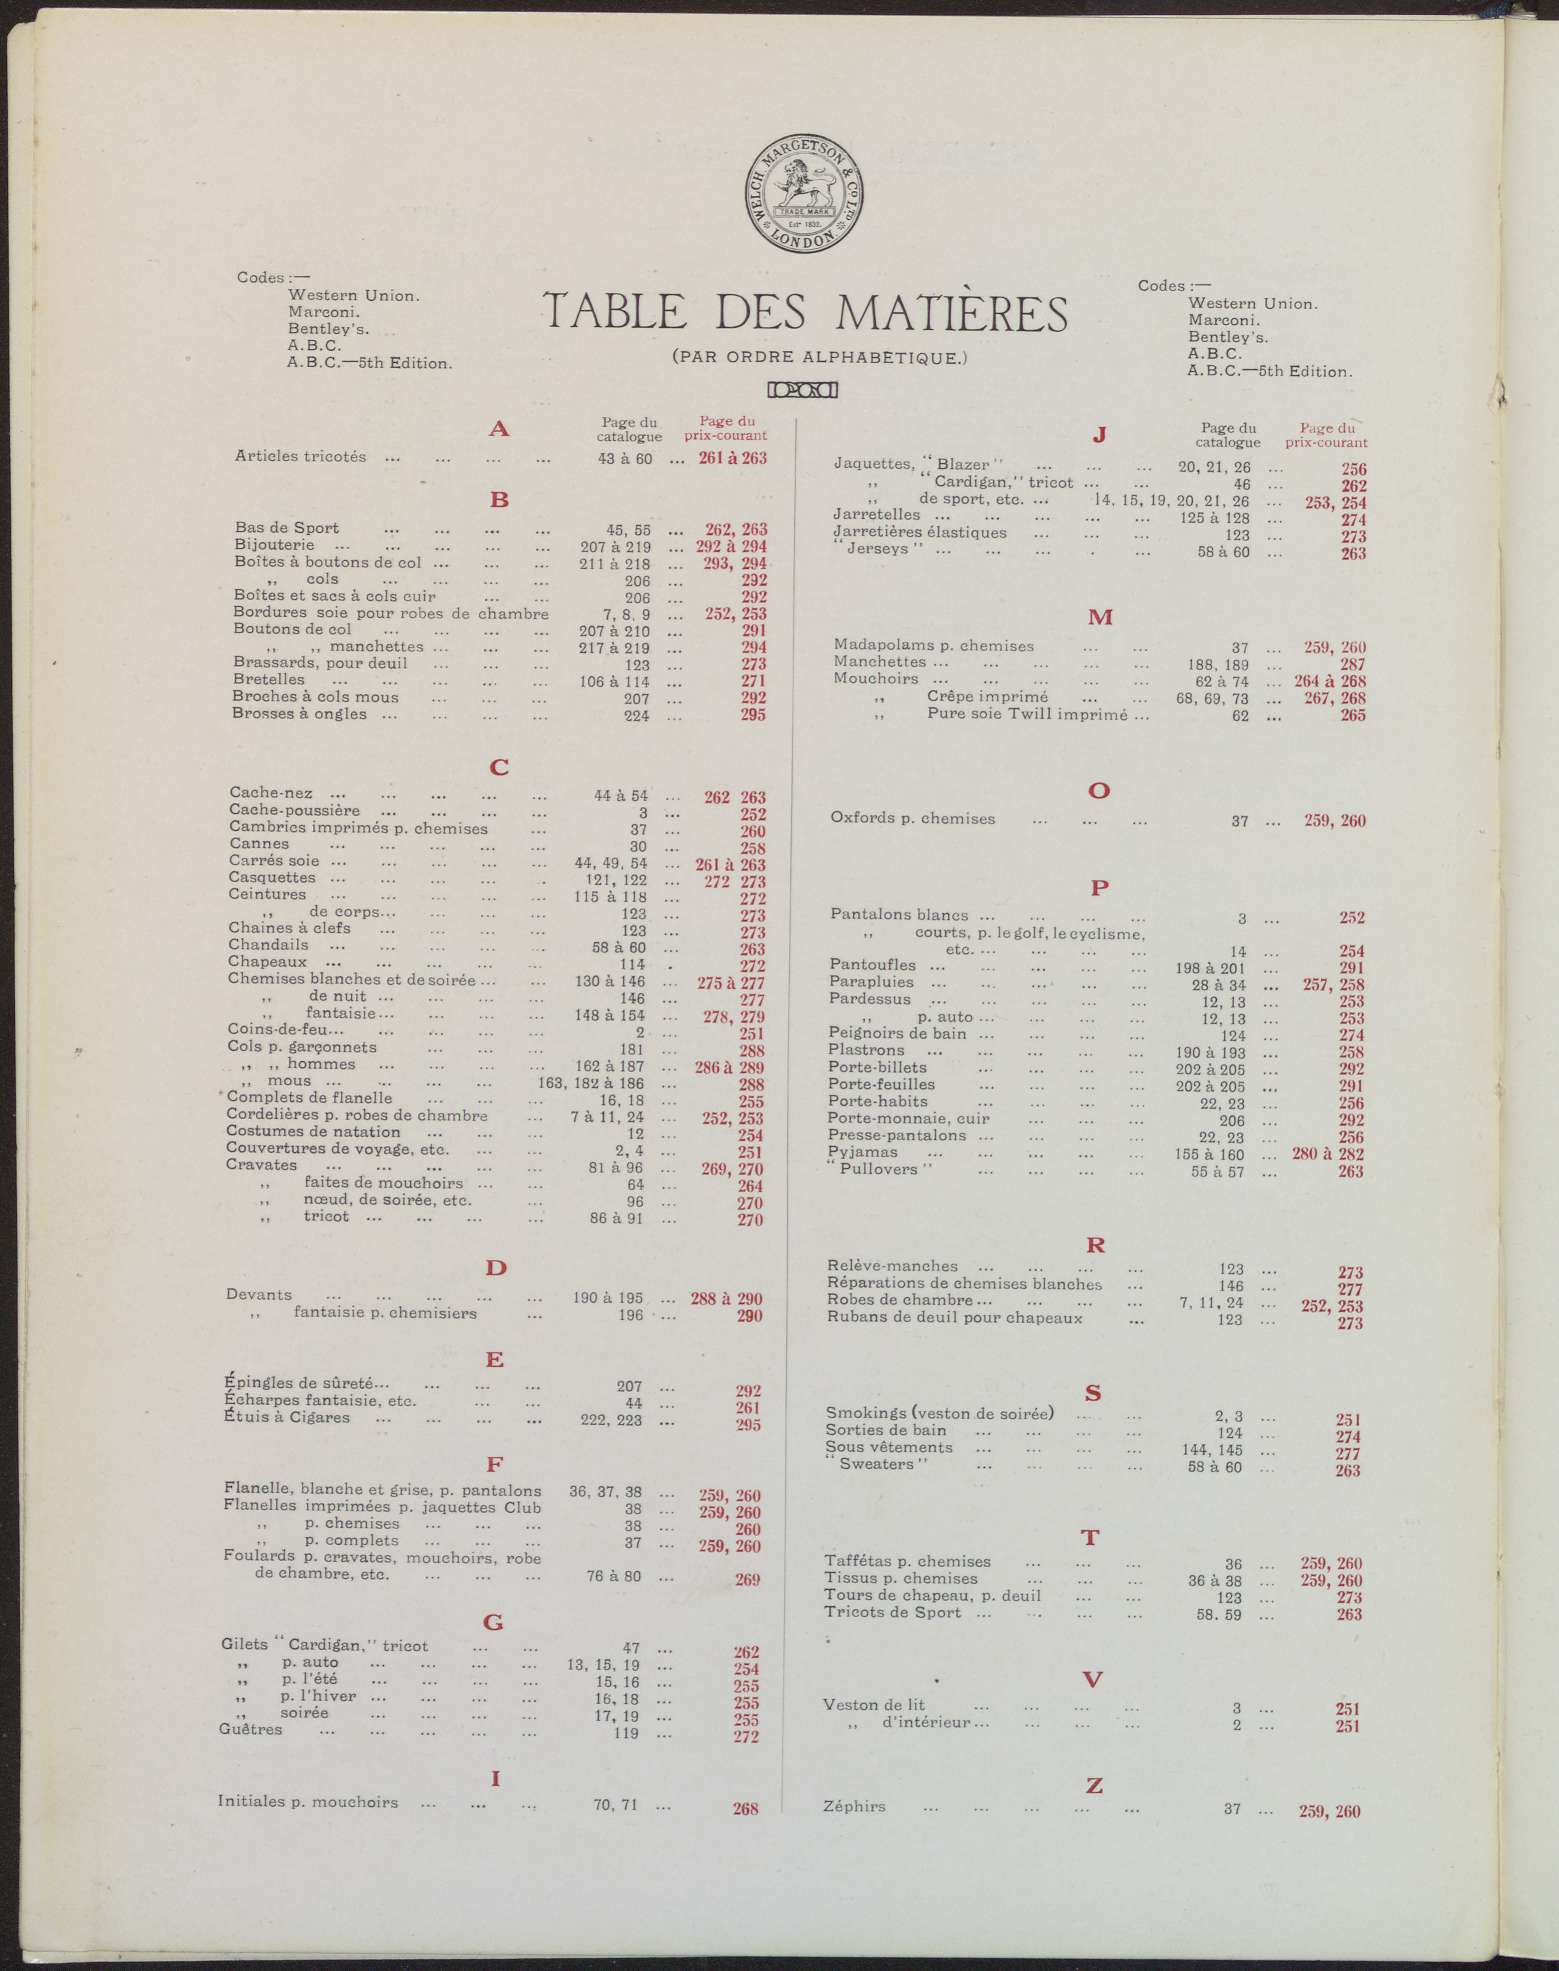 WELCH, MARGETSON & Co. LTD
TRADE MARK
Estd 1832.
LONDON.
Codes :—
Western Union.
Marconi.
Bentley's.
A.B.C.
A.B.C.—5th Edition.
TABLE DES MATIÈRES
(PAR ORDRE ALPHABÉTIQUE.)
Codes :—
Western Union.
Marconi.
Bentley's.
A.B.C.
A.B.C.—5th Edition.
A
Page du catalogue Page du prix-courant
Articles tricotés ... ... ... ... 43 à 60 ... 261 à 263
B
Bas de Sport ... ... ... ... 45, 55 ... 262, 263
Bijouterie ... ... ... ... ... 207 à 219 ... 292 à 294
Boîtes à boutons de col ... ... ... 211 à 218 ... 293, 294
,, cols ... ... ... ... 206 ... 292
Boîtes et sacs à cols cuir ... ... 206 ... 292
Bordures soie pour robes de chambre 7, 8, 9 ... 252, 253
Boutons de col ... ... ... ... 207 à 210 ... 291
,, ,, manchettes ... ... ... 217 à 219 ... 294
Brassards, pour deuil ... ... ... 123 ... 273
Bretelles ... ... ... ... ... 106 à 114 ... 271
Broches à cols mous ... ... ... 207 ... 292
Brosses à ongles ... ... ... ... 224 ... 295
C
Cache-nez ... ... ... ... ... 44 à 54 ... 262 263
Cache-poussière ... ... ... ... 3 ... 252
Cambrics imprimés p. chemises ... 37 ... 260
Cannes ... ... ... ... ... 30 ... 258
Carrés soie ... ... ... ... ... 44, 49, 54 ... 261 à 263
Casquettes ... ... ... ... . 121, 122 ... 272 273
Ceintures ... ... ... ... ... 115 à 118 ... 272
,, de corps... ... ... ... 123 ... 273
Chaines à clefs ... ... ... ... 123 ... 273
Chandails ... ... ... ... ... 58 à 60 ... 263
Chapeaux ... ... ... ... ... 114 . 272
Chemises blanches et de soirée ... ... 130 à 146 ... 275 à 277
,, de nuit ... ... ... ... 146 ... 277
,, fantaisie... ... ... ... 148 à 154 ... 278, 279
Coins-de-feu... ... ... ... ... 2 ... 251
Cols p. garçonnets ... ... ... 181 ... 288
,, ,, hommes ... ... ... ... 162 à 187 ... 286 à 289
,, mous ... ... ... ... 163, 182 à 186 ... 288
Complets de flanelle ... ... ... 16, 18 ... 255
Cordelières p. robes de chambre ... 7 à 11, 24 ... 252, 253
Costumes de natation ... ... ... 12 ... 254
Couvertures de voyage, etc. ... ... 2, 4 ... 251
Cravates ... ... ... ... ... 81 à 96 ... 269, 270
,, faites de mouchoirs ... ... 64 ... 264
,, nœud, de soirée, etc. ... 96 ... 270
,, tricot ... ... ... ... 86 à 91 ... 270
D
Devants ... ... ... ... ... 190 à 195 ... 288 à 290
,, fantaisie p. chemisiers ... 196 ... 290
E
Épingles de sûreté... ... ... ... 207 ... 292
Écharpes fantaisie, etc. ... ... 44 ... 261
Étuis à Cigares ... ... ... ... 222, 223 ... 295
F
Flanelle, blanche et grise, p. pantalons 36, 37, 38 ... 259, 260
Flanelles imprimées p. jaquettes Club 38 ... 259, 260
,, p. chemises ... ... ... 38 ... 260
,, p. complets ... ... ... 37 ... 259, 260
Foulards p. cravates, mouchoirs, robe
de chambre, etc. ... ... ... 76 à 80 ... 269
G
Gilets “Cardigan,” tricot ... ... 47 ... 262
,, p. auto ... ... ... ... 13, 15, 19 ... 254
,, p. l'été ... ... ... ... 15, 16 ... 255
,, p. l'hiver ... ... ... ... 16, 18 ... 255
,, soirée ... ... ... ... 17, 19 ... 255
Guêtres ... ... ... ... ... 119 ... 272
I
Initiales p. mouchoirs ... ... ... 70, 71 ... 268
J
Page du catalogue Page du prix-courant
Jaquettes, “Blazer” ... ... ... 20, 21, 26 ... 256
,, “Cardigan,” tricot ... ... 46 ... 262
,, de sport, etc. ... 14, 15, 19, 20, 21, 26 ... 253, 254
Jarretelles ... ... ... ... ... 125 à 128 ... 274
Jarretières élastiques ... ... ... 123 ... 273
“Jerseys” ... ... ... . ... 58 à 60 ... 263
M
Madapolams p. chemises ... ... 37 ... 259, 260
Manchettes ... ... ... ... ... 188, 189 ... 287
Mouchoirs ... ... ... ... ... 62 à 74 ... 264 à 268
,, Crêpe imprimé ... ... 68, 69, 73 ... 267, 268
,, Pure soie Twill imprimé ... 62 ... 265
O
Oxfords p. chemises ... ... ... 37 ... 259, 260
P
Pantalons blancs ... ... ... ... 3 ... 252
,, courts, p. le golf, le cyclisme,
etc. ... ... ... ... 14 ... 254
Pantoufles ... ... ... ... ... 198 à 201 ... 291
Parapluies ... ... ... ... ... 28 à 34 ... 257, 258
Pardessus ... ... ... ... ... 12, 13 ... 253
,, p. auto ... ... ... ... 12, 13 ... 253
Peignoirs de bain ... ... ... ... 124 ... 274
Plastrons ... ... ... ... ... 190 à 193 ... 258
Porte-billets ... ... ... ... 202 à 205 ... 292
Porte-feuilles ... ... ... ... 202 à 205 ... 291
Porte-habits ... ... ... ... 22, 23 ... 256
Porte-monnaie, cuir ... ... ... 206 ... 292
Presse-pantalons ... ... ... ... 22, 23 ... 256
Pyjamas ... ... ... ... ... 155 à 160 ... 280 à 282
“Pullovers” ... ... ... ... 55 à 57 ... 263
R
Relève-manches ... ... ... ... 123 ... 273
Réparations de chemises blanches ... 146 ... 277
Robes de chambre ... ... ... ... 7, 11, 24 ... 252, 253
Rubans de deuil pour chapeaux ... 123 ... 273
S
Smokings (veston de soirée) ... ... 2, 3 ... 251
Sorties de bain ... ... ... ... 124 ... 274
Sous vêtements ... ... ... ... 144, 145 ... 277
“Sweaters” ... ... ... ... 58 à 60 ... 263
T
Taffétas p. chemises ... ... ... 36 ... 259, 260
Tissus p. chemises ... ... ... 36 à 38 ... 259, 260
Tours de chapeau, p. deuil ... ... 123 ... 273
Tricots de Sport ... ... ... ... 58. 59 ... 263
V
Veston de lit ... ... ... ... 3 ... 251
,, d'intérieur ... ... ... ... 2 ... 251
Z
Zéphirs ... ... ... ... ... 37 ... 259, 260